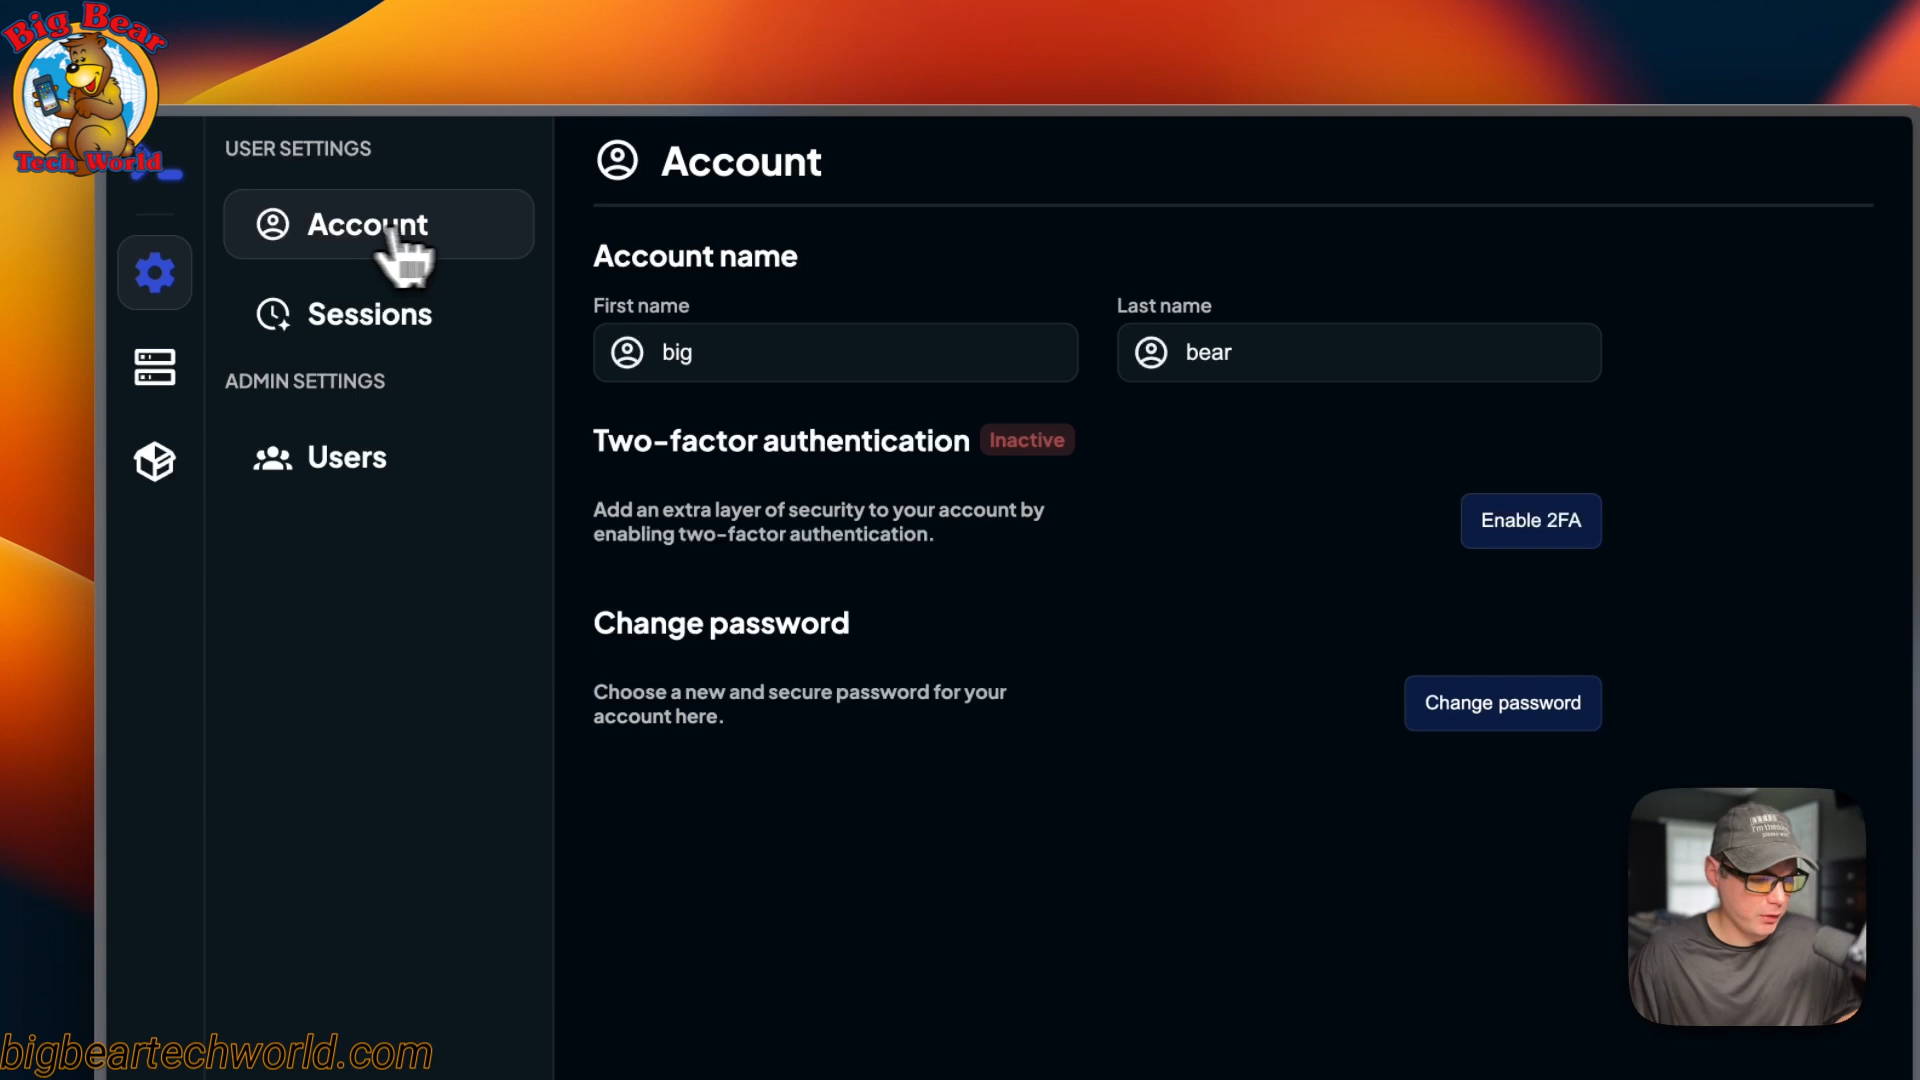 Big Bear
Tech World
USER SETTINGS
Account
Sessions
ADMIN SETTINGS
Users
Account
Account name
First name
Last name
big
bear
Two-factor authentication
Inactive
Add an extra layer of security to your account by
enabling two-factor authentication.
Enable 2FA
Change password
Choose a new and secure password for your
account here.
Change password
bigbeartechworld.com